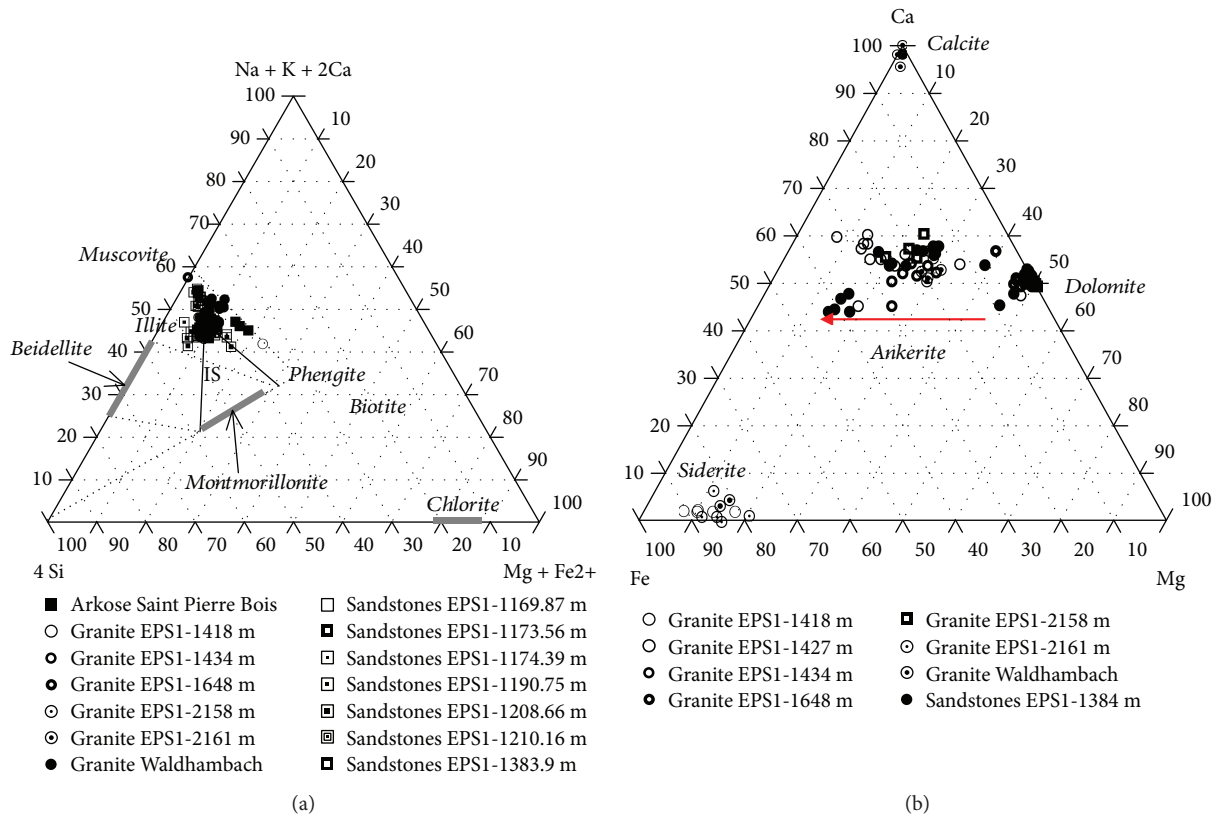 Na + K + 2Ca
100
90
80
70
60
50
40
30
20
10
10
20
30
40
50
60
70
80
90
100
Muscovite
Illite
Beidellite
IS
Phengite
Biotite
Montmorillonite
Chlorite
100 90 80 70 60 50 40 30 20 10
4 Si
Mg + Fe2+
Arkose Saint Pierre Bois
Granite EPS1-1418 m
Granite EPS1-1434 m
Granite EPS1-1648 m
Granite EPS1-2158 m
Granite EPS1-2161 m
Granite Waldhambach
Sandstones EPS1-1169.87 m
Sandstones EPS1-1173.56 m
Sandstones EPS1-1174.39 m
Sandstones EPS1-1190.75 m
Sandstones EPS1-1208.66 m
Sandstones EPS1-1210.16 m
Sandstones EPS1-1383.9 m
(a)
Ca
100
90
80
70
60
50
40
30
20
10
10
20
30
40
50
60
70
80
90
100
Calcite
Dolomite
Ankerite
Siderite
100 90 80 70 60 50 40 30 20 10
Fe
Mg
Granite EPS1-1418 m
Granite EPS1-1427 m
Granite EPS1-1434 m
Granite EPS1-1648 m
Granite EPS1-2158 m
Granite EPS1-2161 m
Granite Waldhambach
Sandstones EPS1-1384 m
(b)